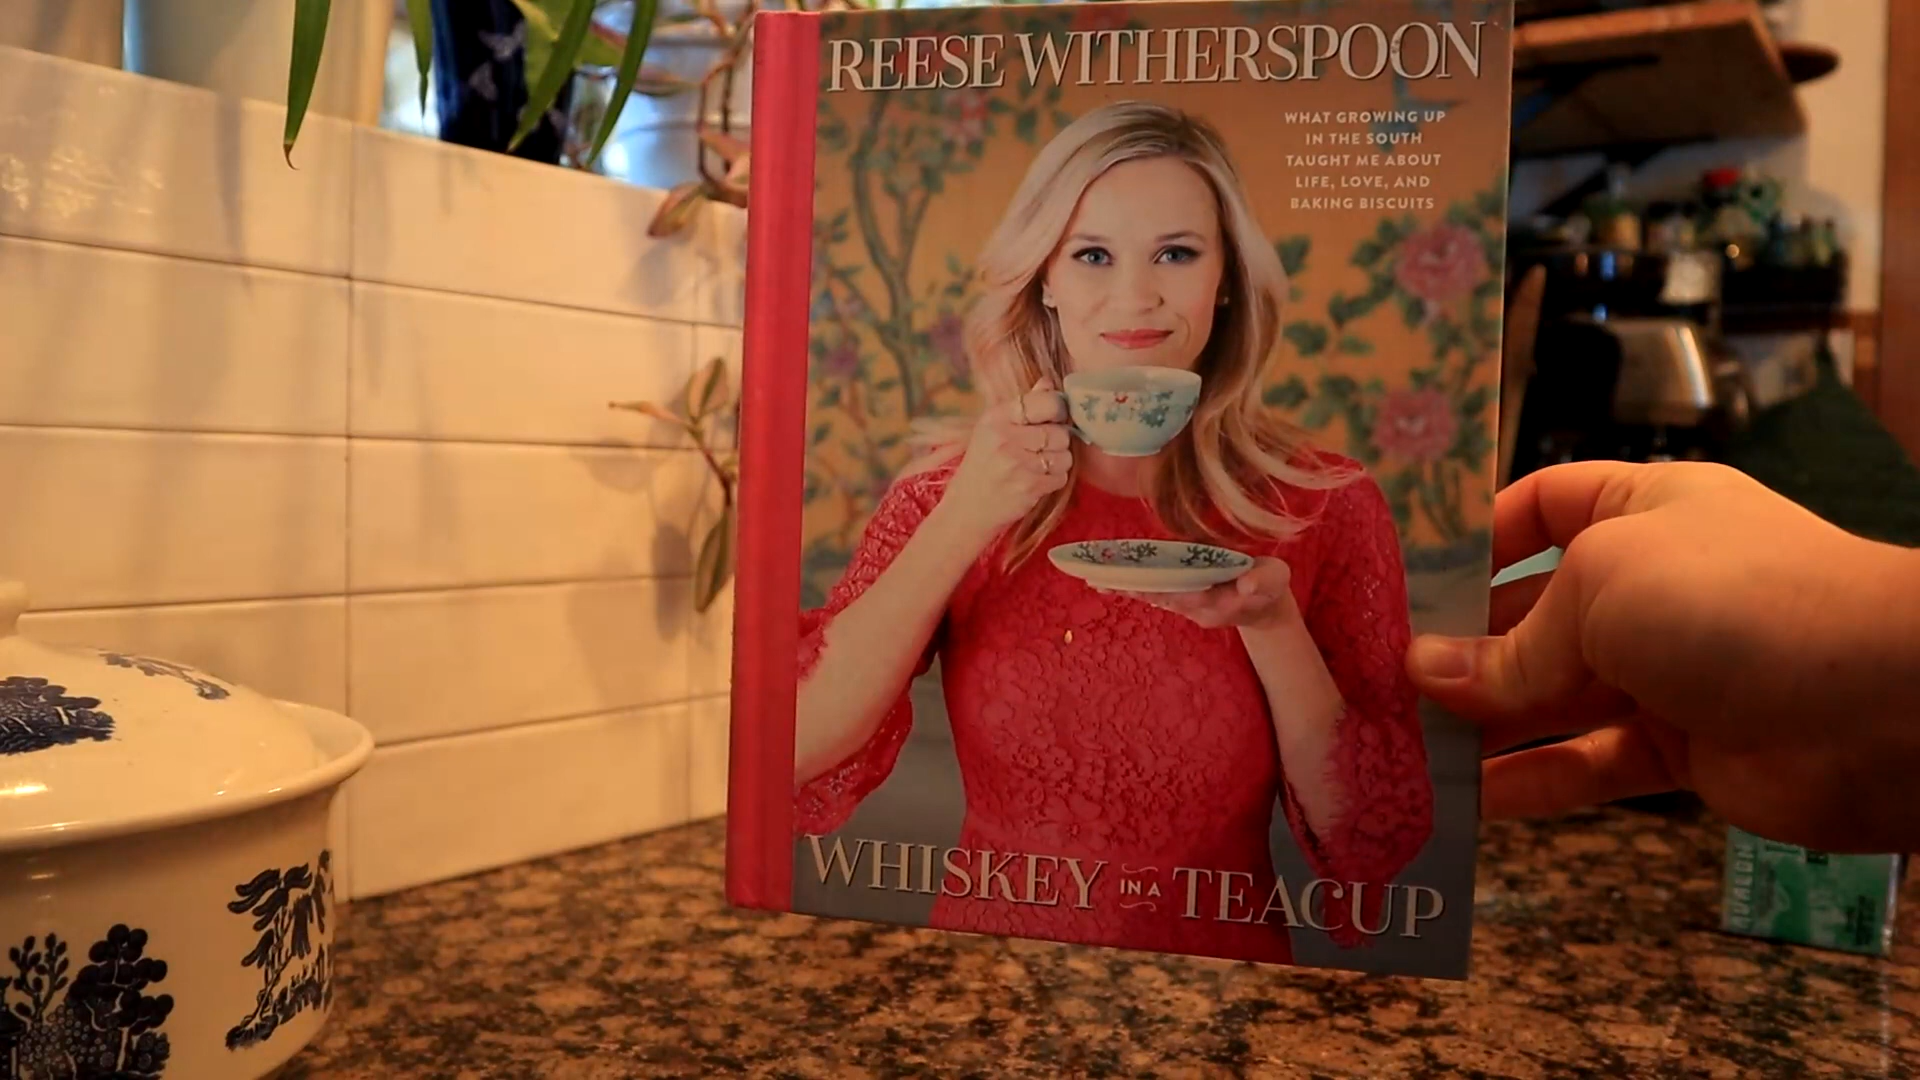 REESE WITHERSPOON
WHAT GROWING UP
IN THE SOUTH
TAUGHT ME ABOUT
LIFE, LOVE, AND
BAKING BISCUITS
WHISKEY IN A TEACUP